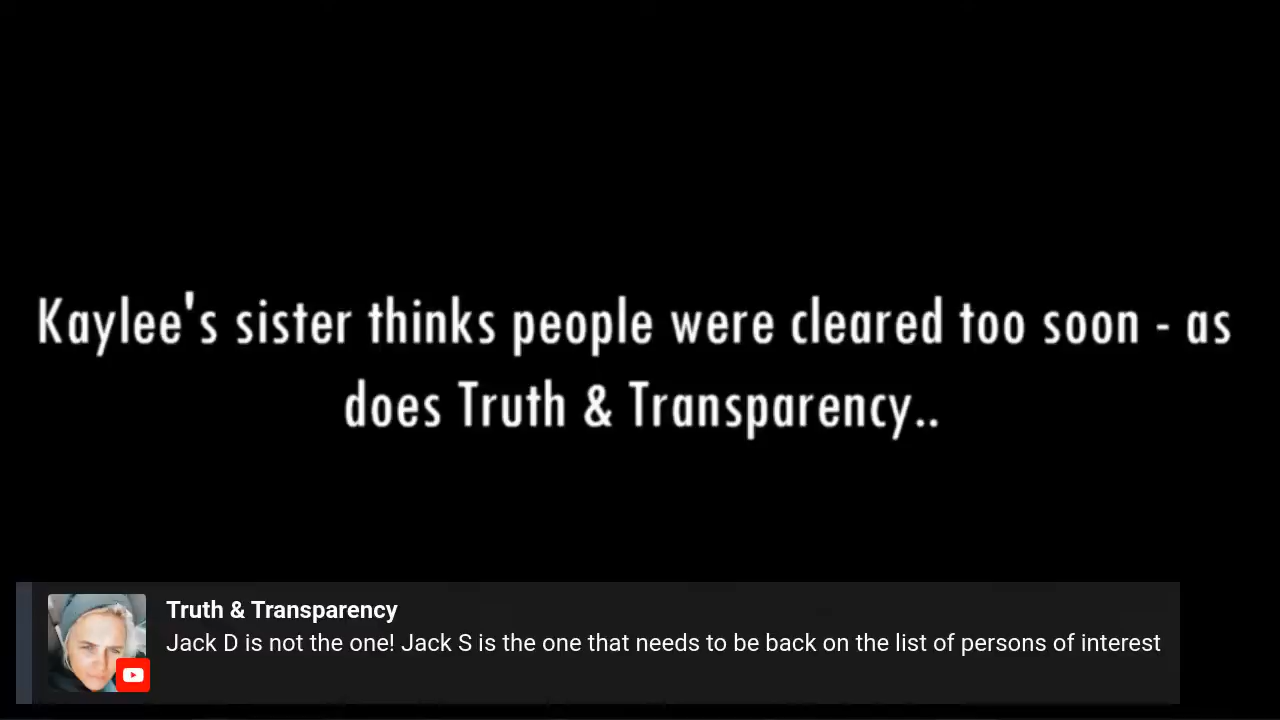 Kaylee's sister thinks people were cleared too soon - as
does Truth & Transparency..
Truth & Transparency
Jack D is not the one! Jack S is the one that needs to be back on the list of persons of interest